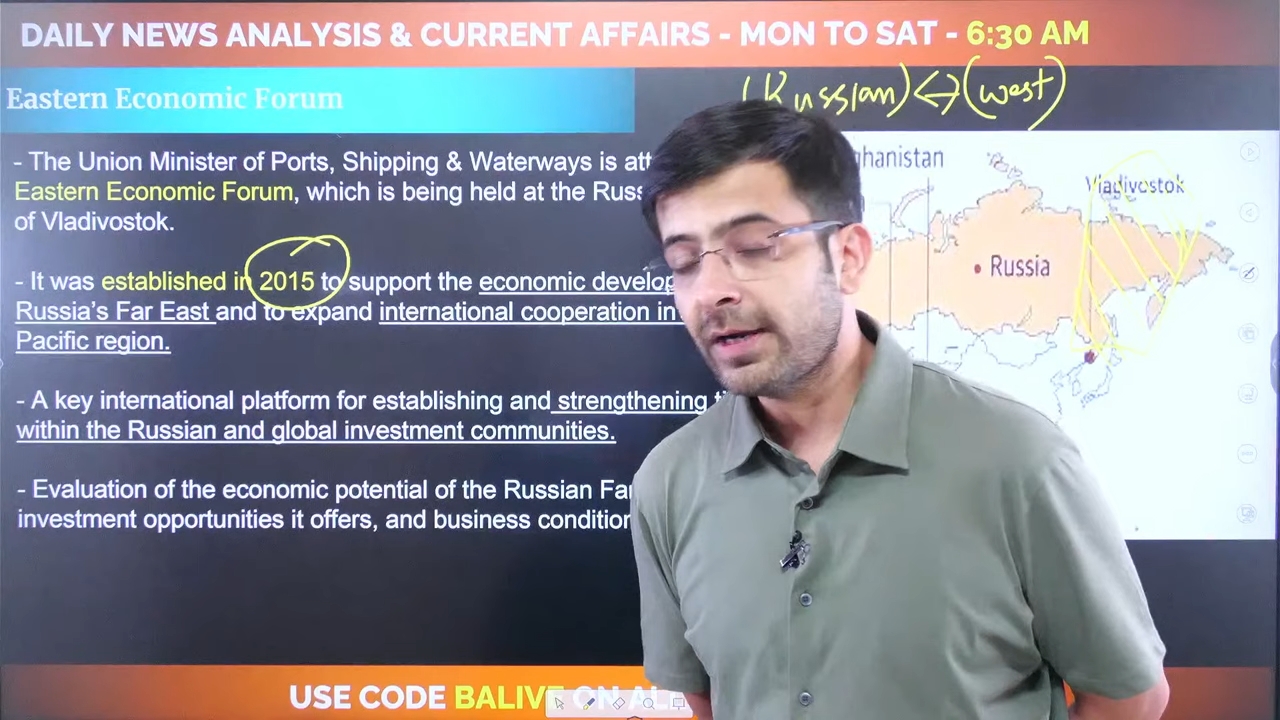 DAILY NEWS ANALYSIS & CURRENT AFFAIRS - MON TO SAT - 6:30 AM
Eastern Economic Forum
(Russian) <-> (west)
- The Union Minister of Ports, Shipping & Waterways is att
Eastern Economic Forum, which is being held at the Russ
of Vladivostok.
- It was established in 2015 to support the economic develop
Russia's Far East and to expand international cooperation in
Pacific region.
- A key international platform for establishing and strengthening
within the Russian and global investment communities.
- Evaluation of the economic potential of the Russian Far
investment opportunities it offers, and business condition
ghanistan
Vladivostok
Russia
USE CODE BALIVE ON AL